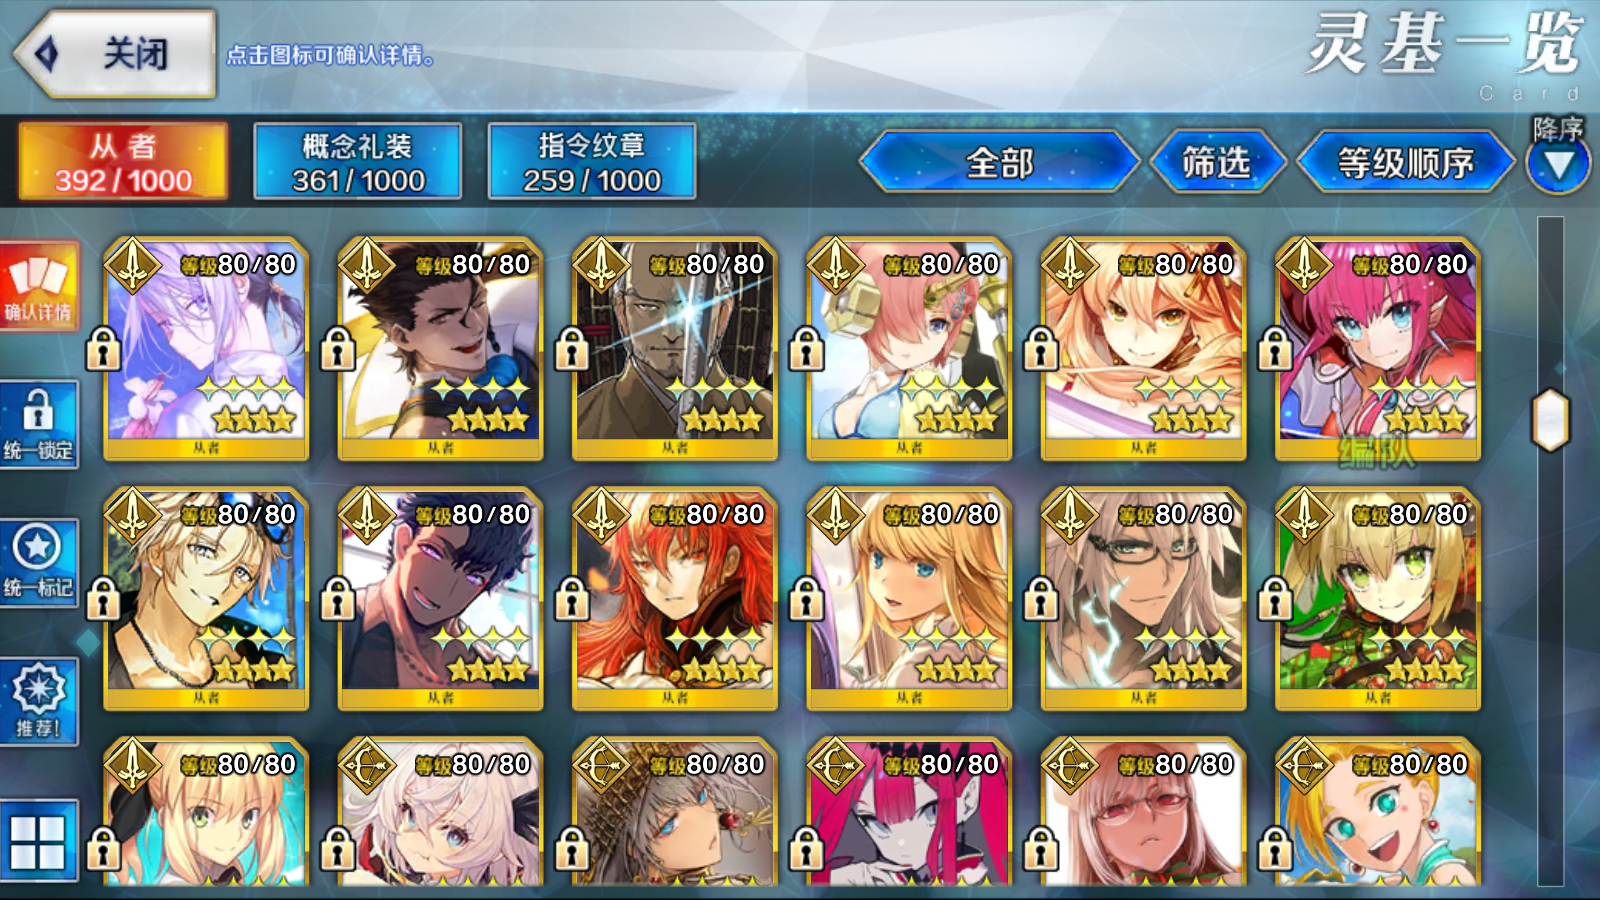 关闭
点击图标可确认详情。
灵基一览
Card
从者
392/1000
概念礼装
361/1000
指令纹章
259/1000
全部
筛选
等级顺序
降序
确认详情
统一锁定
统一标记
推荐!
等级80/80
等级80/80
等级80/80
等级80/80
等级80/80
等级80/80
从者
从者
从者
从者
从者
从者
编队
等级80/80
等级80/80
等级80/80
等级80/80
等级80/80
等级80/80
从者
从者
从者
从者
从者
从者
等级80/80
等级80/80
等级80/80
等级80/80
等级80/80
等级80/80